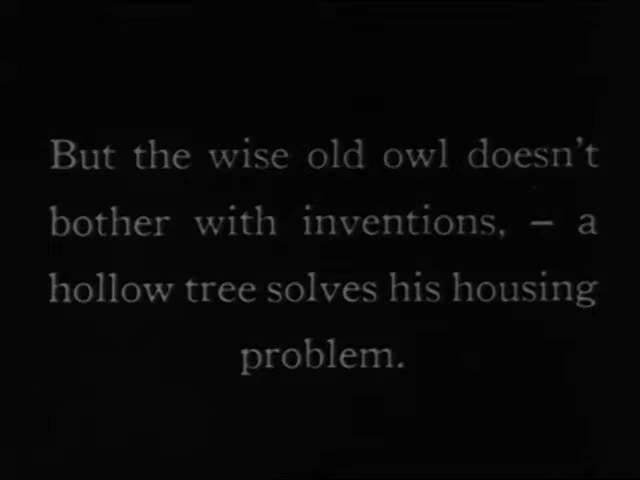 But the wise old owl doesn't
bother with inventions, – a
hollow tree solves his housing
problem.